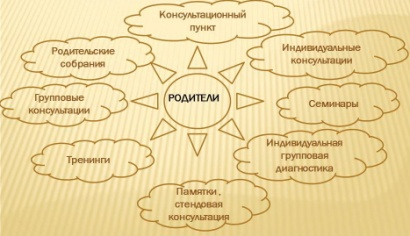 Консультационный
пункт
Родительские
собрания
Индивидуальные
консультации
Групповые
консультации
РОДИТЕЛИ
Семинары
Тренинги
Индивидуальная
групповая
диагностика
Памятки,
стендовая
консультация